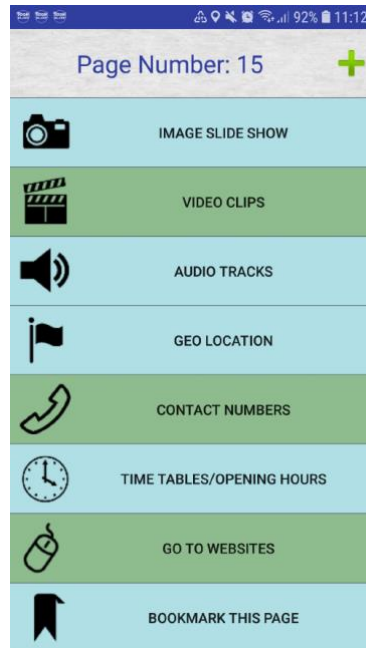 92% 11:12
Page Number: 15
IMAGE SLIDE SHOW
VIDEO CLIPS
AUDIO TRACKS
GEO LOCATION
CONTACT NUMBERS
TIME TABLES/OPENING HOURS
GO TO WEBSITES
BOOKMARK THIS PAGE